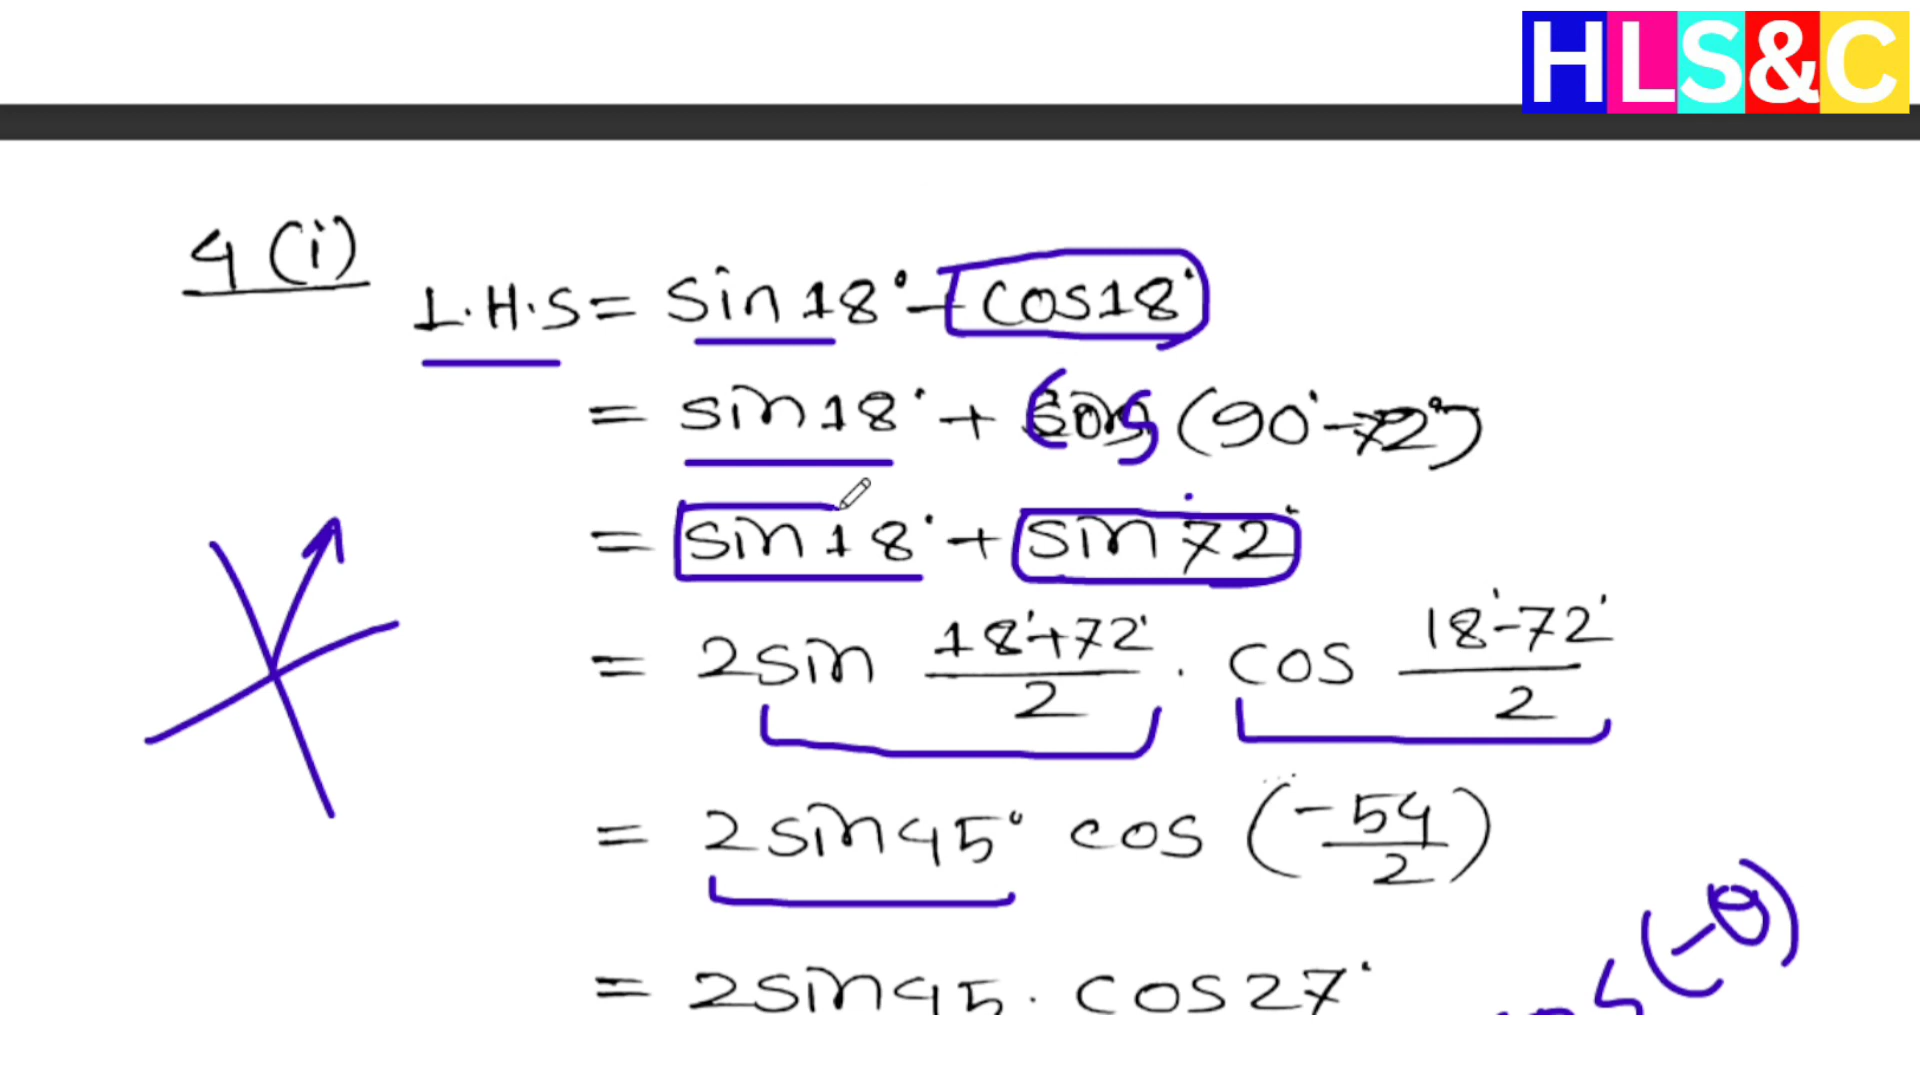 HLS&C
4 (i)
L.H.S = sin 18° - cos 18°
= sin 18° + cos (90° - 72°)
= sin 18° + sin 72°
= 2 sin (18° + 72°)/2 . cos (18° - 72°)/2
= 2 sin 45° cos (-54/2)
= 2 sin 45 . cos 27°
(-θ)